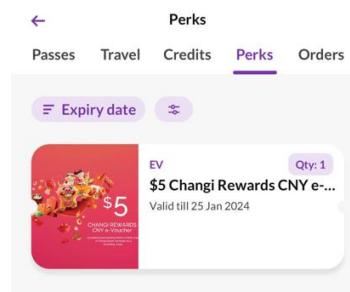 Perks
Passes Travel Credits Perks Orders
Expiry date
EV Qty: 1
$5 Changi Rewards CNY e-...
Valid till 25 Jan 2024
$5
CHANGI REWARDS
CNY e-Voucher